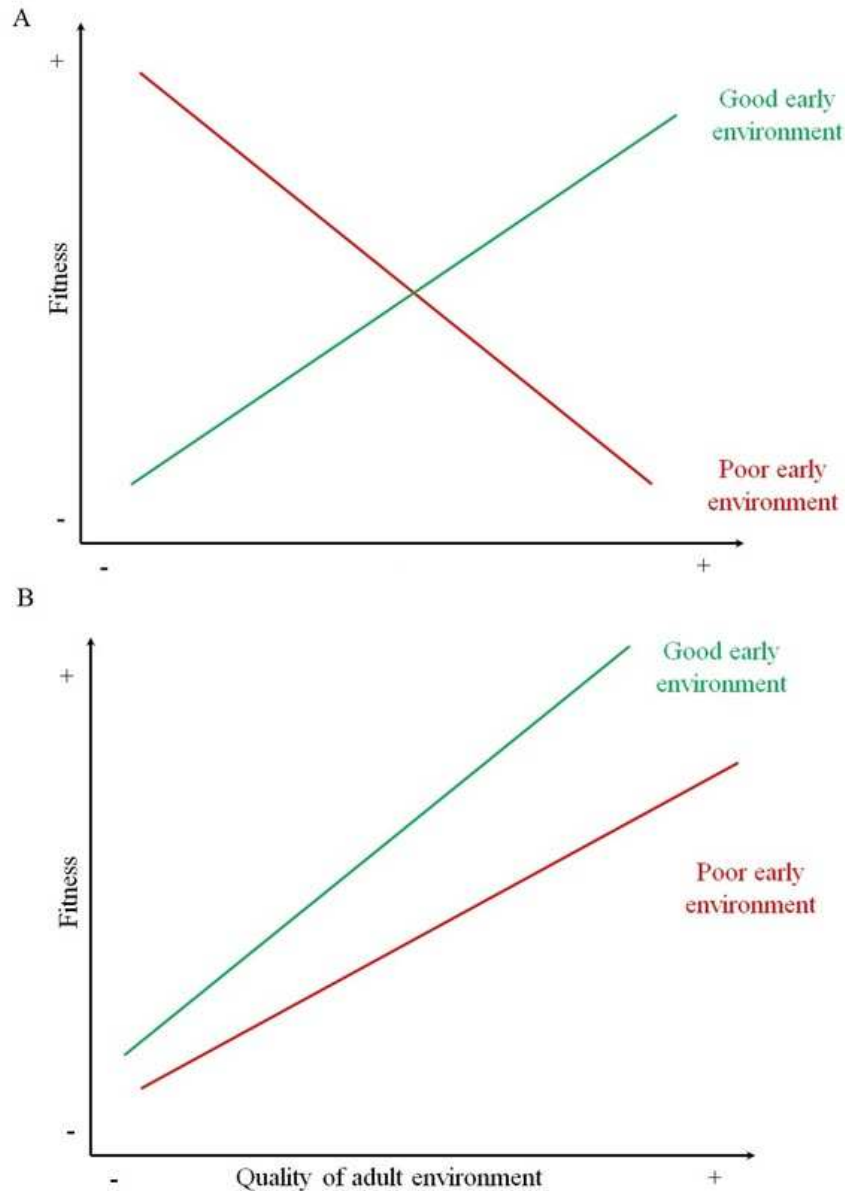 A
+
Good early
environment
Fitness
Poor early
environment
-
- +
B
Good early
environment
+
Fitness
Poor early
environment
-
- Quality of adult environment +